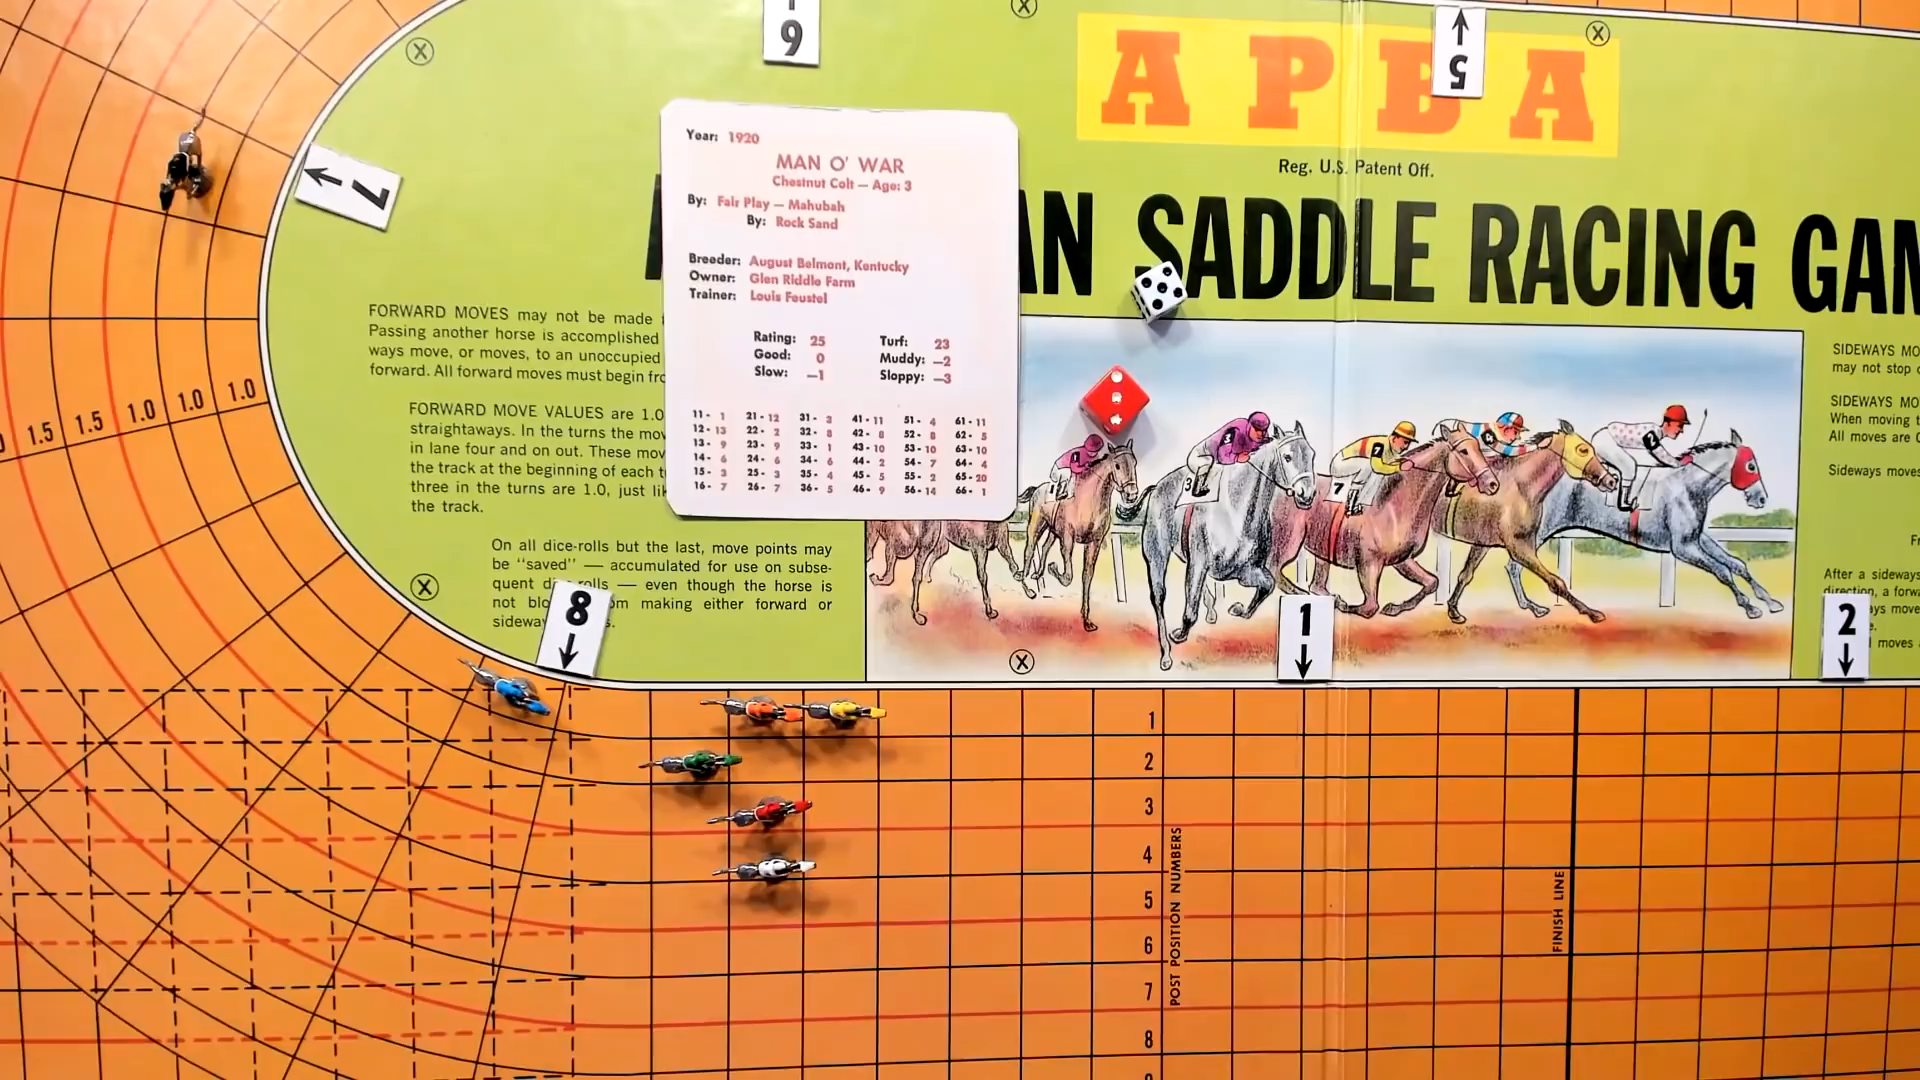 6
5
APBA
Reg. U.S. Patent Off.
AN SADDLE RACING GAM
7
Year: 1920
MAN O' WAR
Chestnut Colt — Age: 3
By: Fair Play — Mahubah
By: Rock Sand
Breeder: August Belmont, Kentucky
Owner: Glen Riddle Farm
Trainer: Louis Feustel
Rating: 25 Turf: 23
Good: 0 Muddy: —2
Slow: —1 Sloppy: —3
11- 1 21- 12 31- 3 41- 11 51- 4 61- 11
12- 13 22- 2 32- 8 42- 8 52- 8 62- 5
13- 9 23- 9 33- 1 43- 10 53- 10 63- 10
14- 6 24- 6 34- 6 44- 2 54- 7 64- 4
15- 3 25- 3 35- 4 45- 5 55- 2 65- 20
16- 7 26- 7 36- 5 46- 9 56- 14 66- 1
FORWARD MOVES may not be made
Passing another horse is accomplished
ways move, or moves, to an unoccupied
forward. All forward moves must begin
FORWARD MOVE VALUES are 1.0
straightaways. In the turns the
in lane four and on out. These
the track at the beginning of each
three in the turns are 1.0, just
the track.
On all dice-rolls but the last, move points may
be "saved" — accumulated for use on subse-
quent rolls — even though the horse is
not making either forward or
1.5 1.5 1.0 1.0 1.0
SIDEWAYS MO
may not stop
SIDEWAYS MO
When moving
All moves are
Sideways moves
After a sideways
direction, a
moves
X
X
X
X
X
8
1
2
1
3
7
4
2
1
2
3
4
5
6
7
8
POST POSITION NUMBERS
FINISH LINE